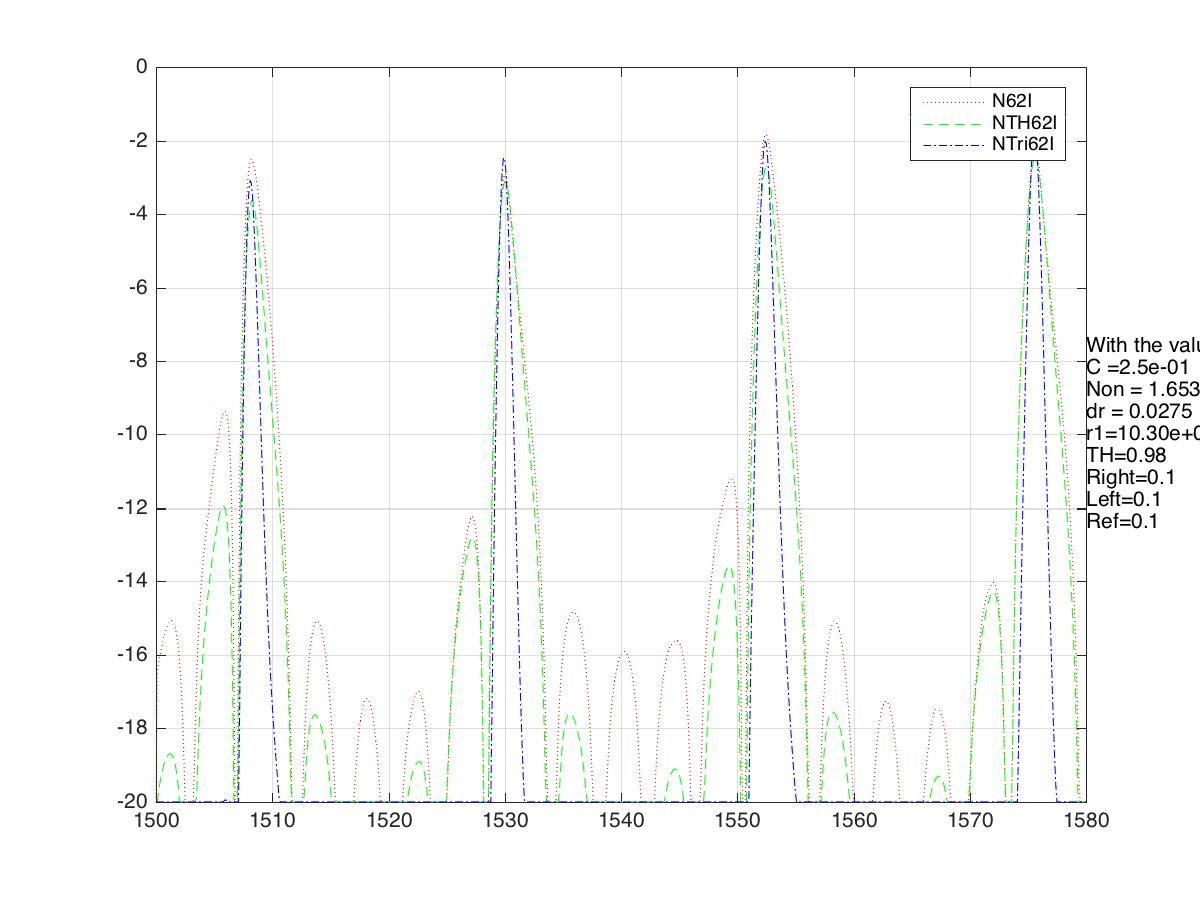 0
-2
-4
-6
-8
-10
-12
-14
-16
-18
-20
1500
1510
1520
1530
1540
1550
1560
1570
1580
N62I
NTH62I
NTri62I
With the
C =2.5e-01
Non = 1.653
dr = 0.0275
r1=10.30e+0
TH=0.98
Right=0.1
Left=0.1
Ref=0.1